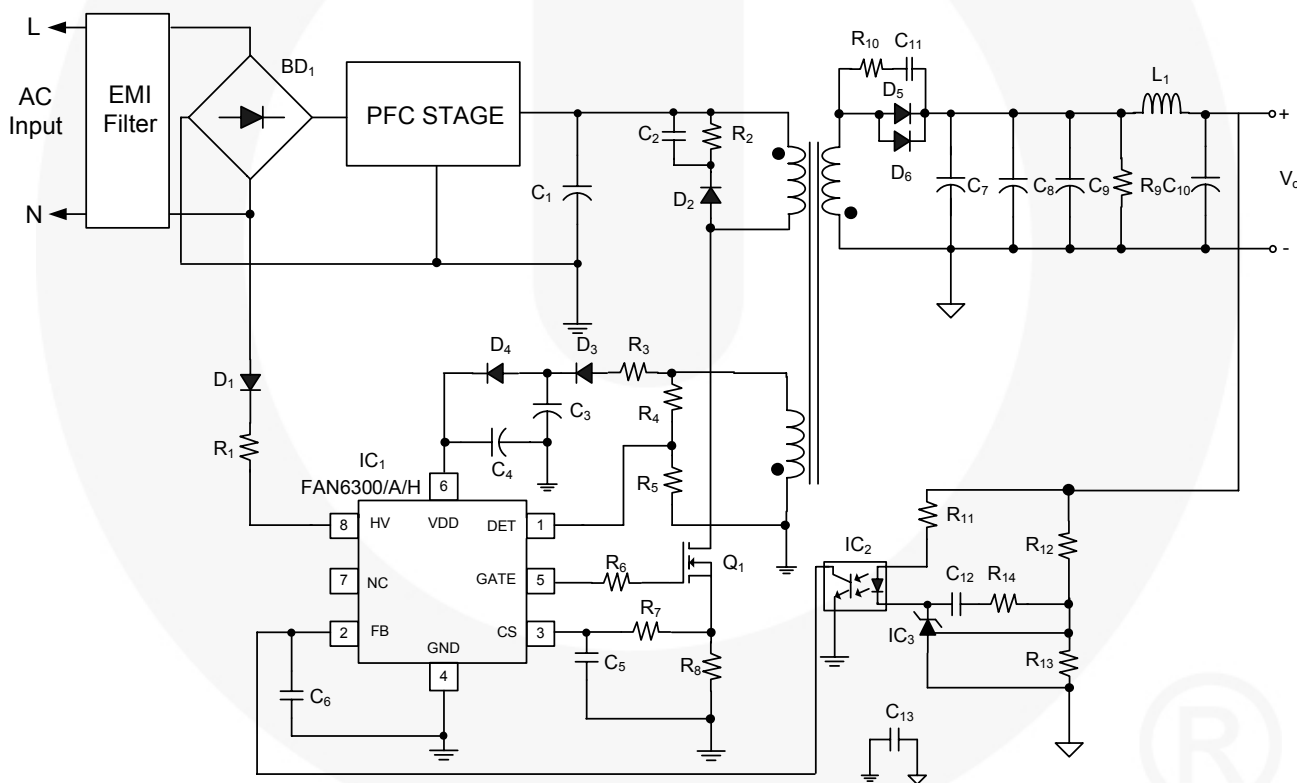 L
AC
Input
N
EMI
Filter
BD₁
PFC STAGE
C₁
C₂
R₂
D₂
R₁₀
C₁₁
D₅
D₆
C₇
C₈
C₉
R₉
C₁₀
L₁
+
-
D₁
R₁
D₄
D₃
R₃
C₃
C₄
R₄
R₅
IC₁
FAN6300/A/H
6
VDD
8
HV
DET
1
7
NC
GATE
5
2
FB
CS
3
GND
4
R₆
Q₁
R₇
C₅
R₈
C₆
IC₂
R₁₁
R₁₂
C₁₂
R₁₄
IC₃
R₁₃
C₁₃
®